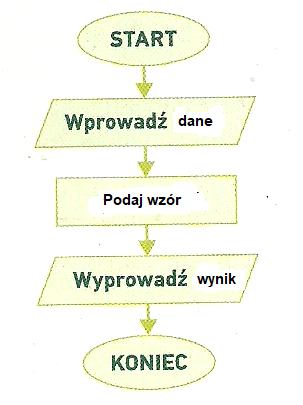 START
Wprowadź dane
Podaj wzór
Wyprowadź wynik
KONIEC